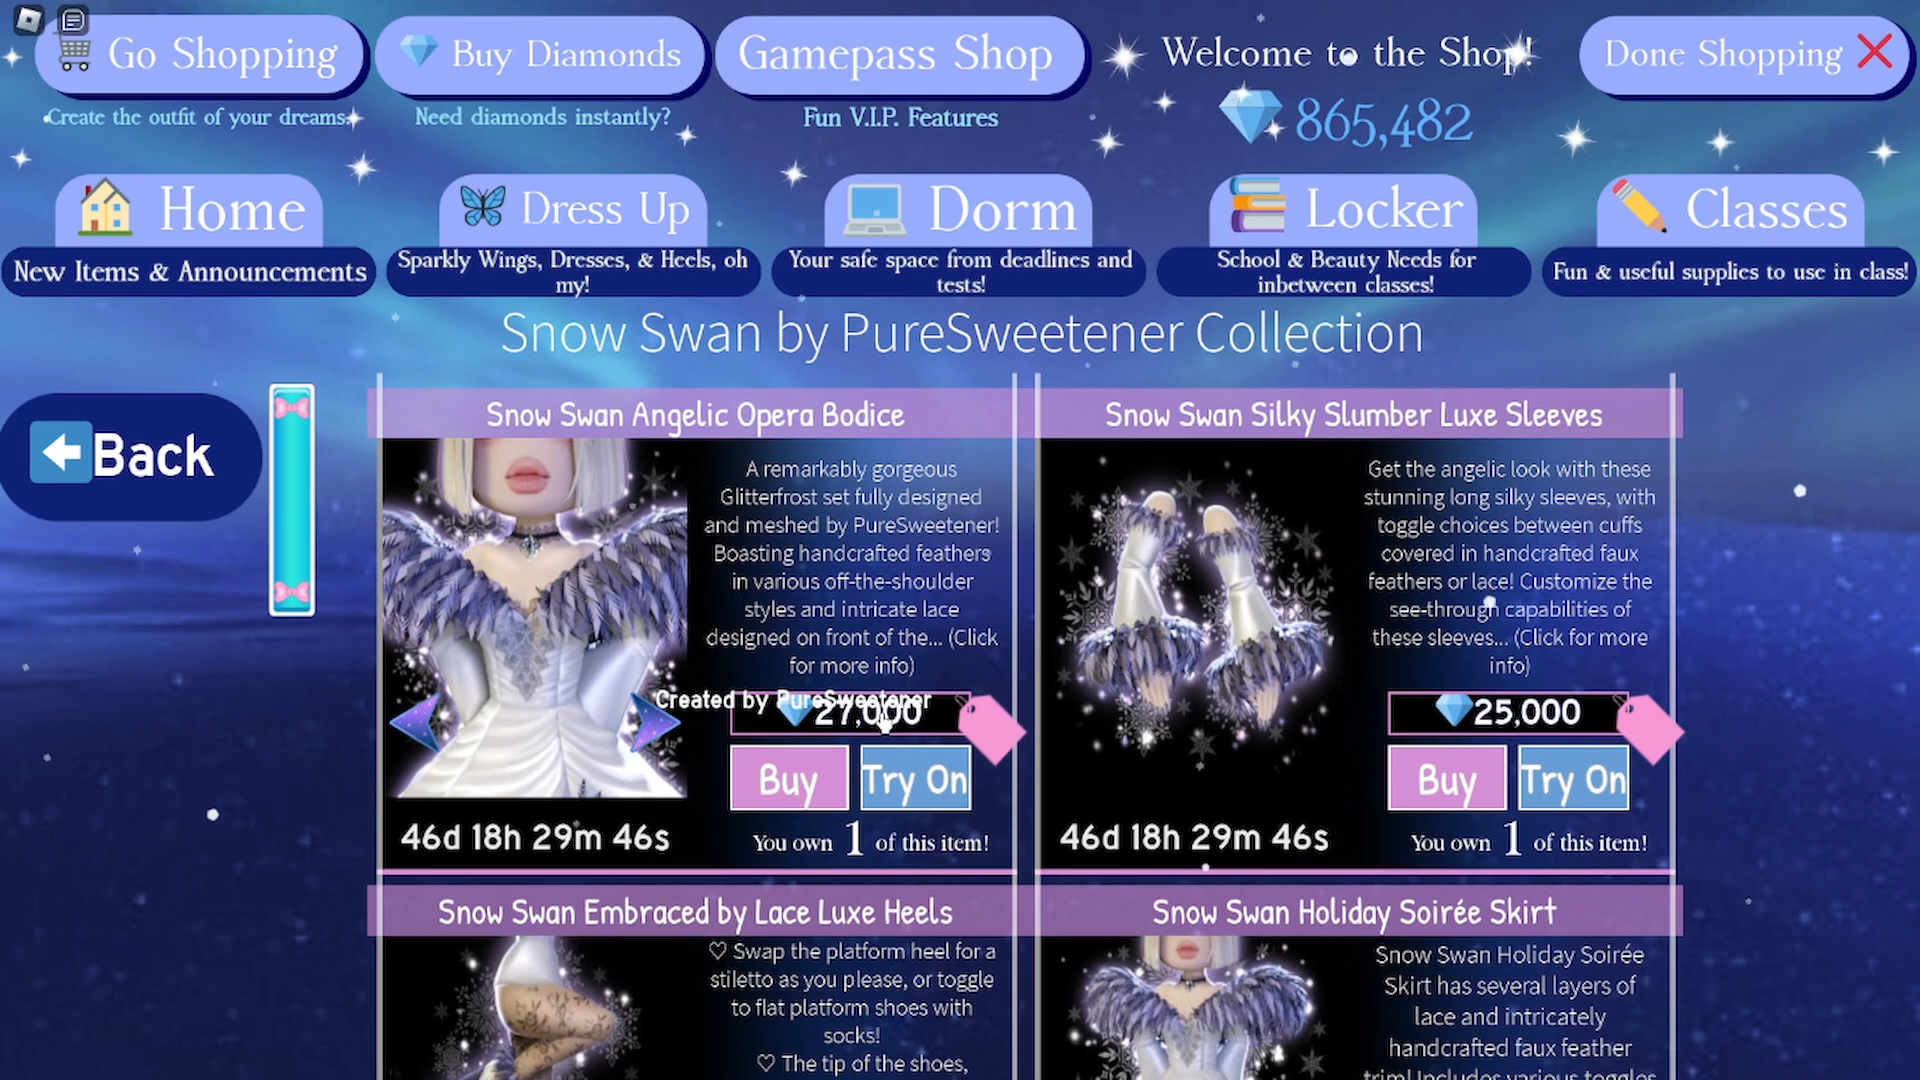 Go Shopping
Create the outfit of your dreams.
Buy Diamonds
Need diamonds instantly?
Gamepass Shop
Fun V.I.P. Features
Welcome to the Shop!
865,482
Done Shopping
Home
New Items & Announcements
Dress Up
Sparkly Wings, Dresses, & Heels, oh
my!
Dorm
Your safe space from deadlines and
tests!
Locker
School & Beauty Needs for
inbetween classes!
Classes
Fun & useful supplies to use in class!
Snow Swan by PureSweetener Collection
Back
Snow Swan Angelic Opera Bodice
A remarkably gorgeous
Glitterfrost set fully designed
and meshed by PureSweetener!
Boasting handcrafted feathers
in various off-the-shoulder
styles and intricate lace
designed on front of the... (Click
for more info)
Created by PureSweetener
27,000
Buy
Try On
46d 18h 29m 46s
You own 1 of this item!
Snow Swan Silky Slumber Luxe Sleeves
Get the angelic look with these
stunning long silky sleeves, with
toggle choices between cuffs
covered in handcrafted faux
feathers or lace! Customize the
see-through capabilities of
these sleeves... (Click for more
info)
25,000
Buy
Try On
46d 18h 29m 46s
You own 1 of this item!
Snow Swan Embraced by Lace Luxe Heels
♡ Swap the platform heel for a
stiletto as you please, or toggle
to flat platform shoes with
socks!
♡ The tip of the shoes,
Snow Swan Holiday Soirée Skirt
Snow Swan Holiday Soirée
Skirt has several layers of
lace and intricately
handcrafted faux feather
trim! Includes various toggles